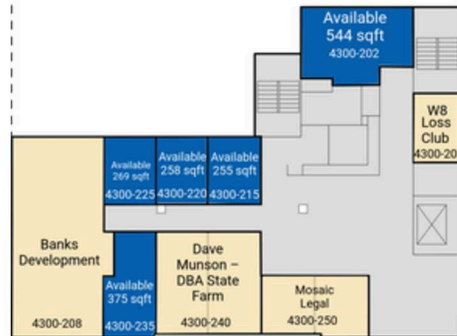 Available
544 sqft
4300-202
W8
Loss
Club
4300-20
Available
269 sqft
4300-225
Available
258 sqft
4300-220
Available
255 sqft
4300-215
Banks
Development
4300-208
Available
375 sqft
4300-235
Dave
Munson –
DBA State
Farm
4300-240
Mosaic
Legal
4300-250